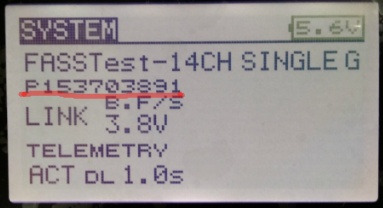 SYSTEM 5.6V
FASSTest-14CH SINGLE G
P153703891
B.F/S
LINK 3.8V
TELEMETRY
ACT DL 1.0s